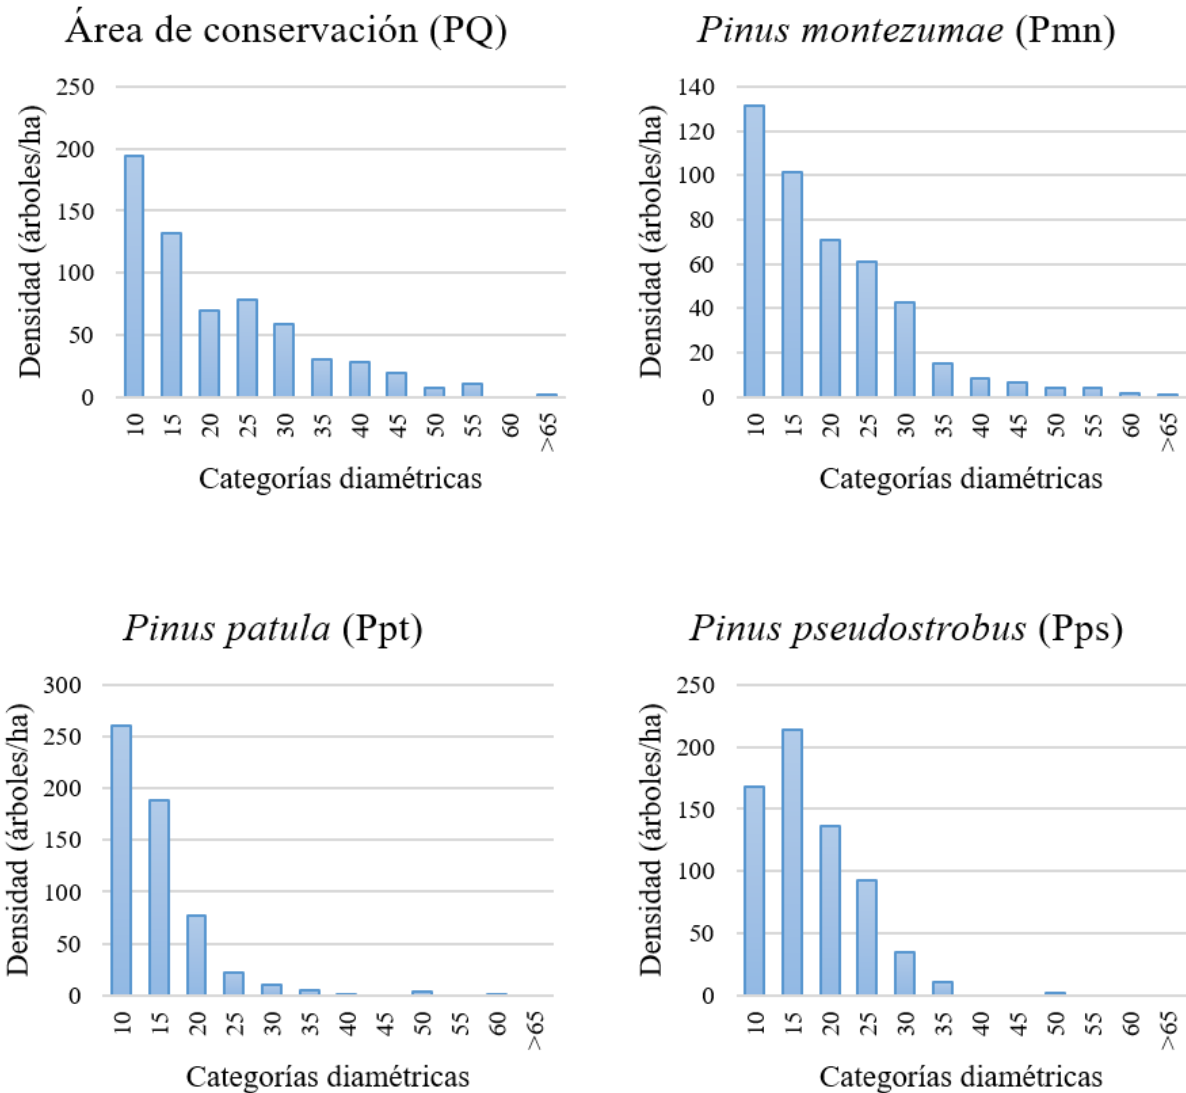 Área de conservación (PQ)
250
200
150
100
50
0
Densidad (árboles/ha)
10 15 20 25 30 35 40 45 50 55 60 >65
Categorías diamétricas
Pinus montezumae (Pmn)
140
120
100
80
60
40
20
0
Densidad (árboles/ha)
10 15 20 25 30 35 40 45 50 55 60 >65
Categorías diamétricas
Pinus patula (Ppt)
300
250
200
150
100
50
0
Densidad (árboles/ha)
10 15 20 25 30 35 40 45 50 55 60 >65
Categorías diamétricas
Pinus pseudostrobus (Pps)
250
200
150
100
50
0
Densidad (árboles/ha)
10 15 20 25 30 35 40 45 50 55 60 >65
Categorías diamétricas